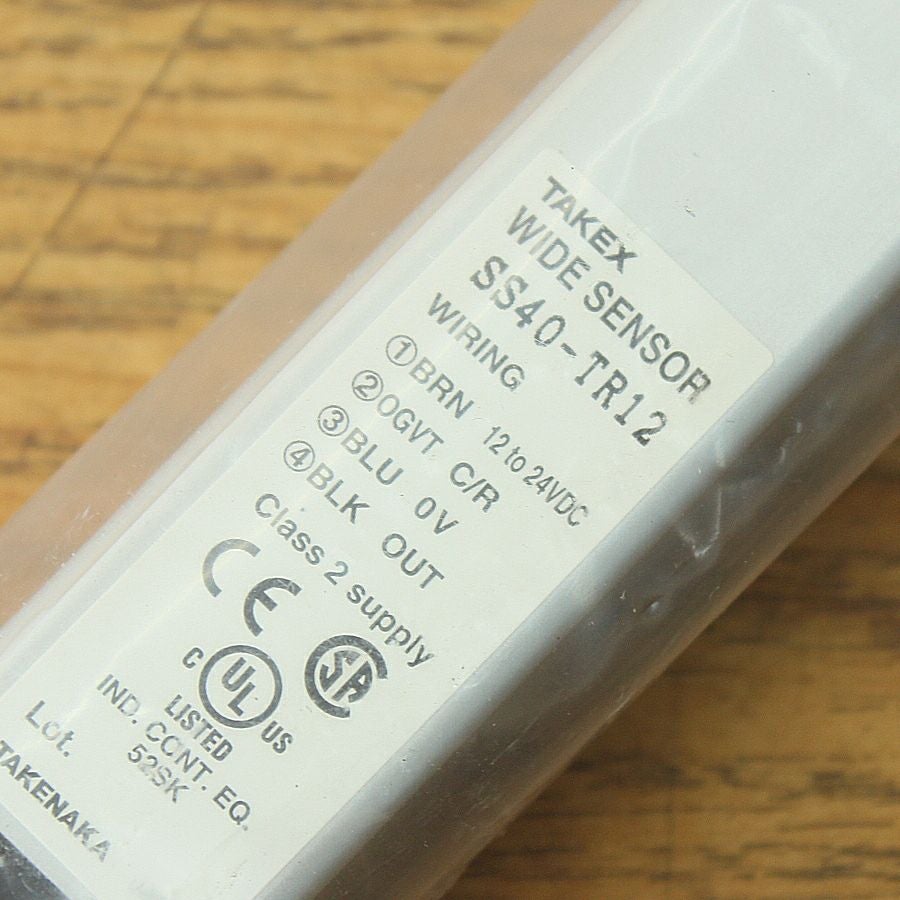 TAKEX
WIDE SENSOR
SS40-TR12
WIRING
①BRN 12 to 24VDC
②OGVT C/R
③BLU 0V
④BLK OUT
Class 2 supply
CE
C UL US SA
LISTED
IND. CONT. EQ.
52SK
Lot.
TAKENAKA